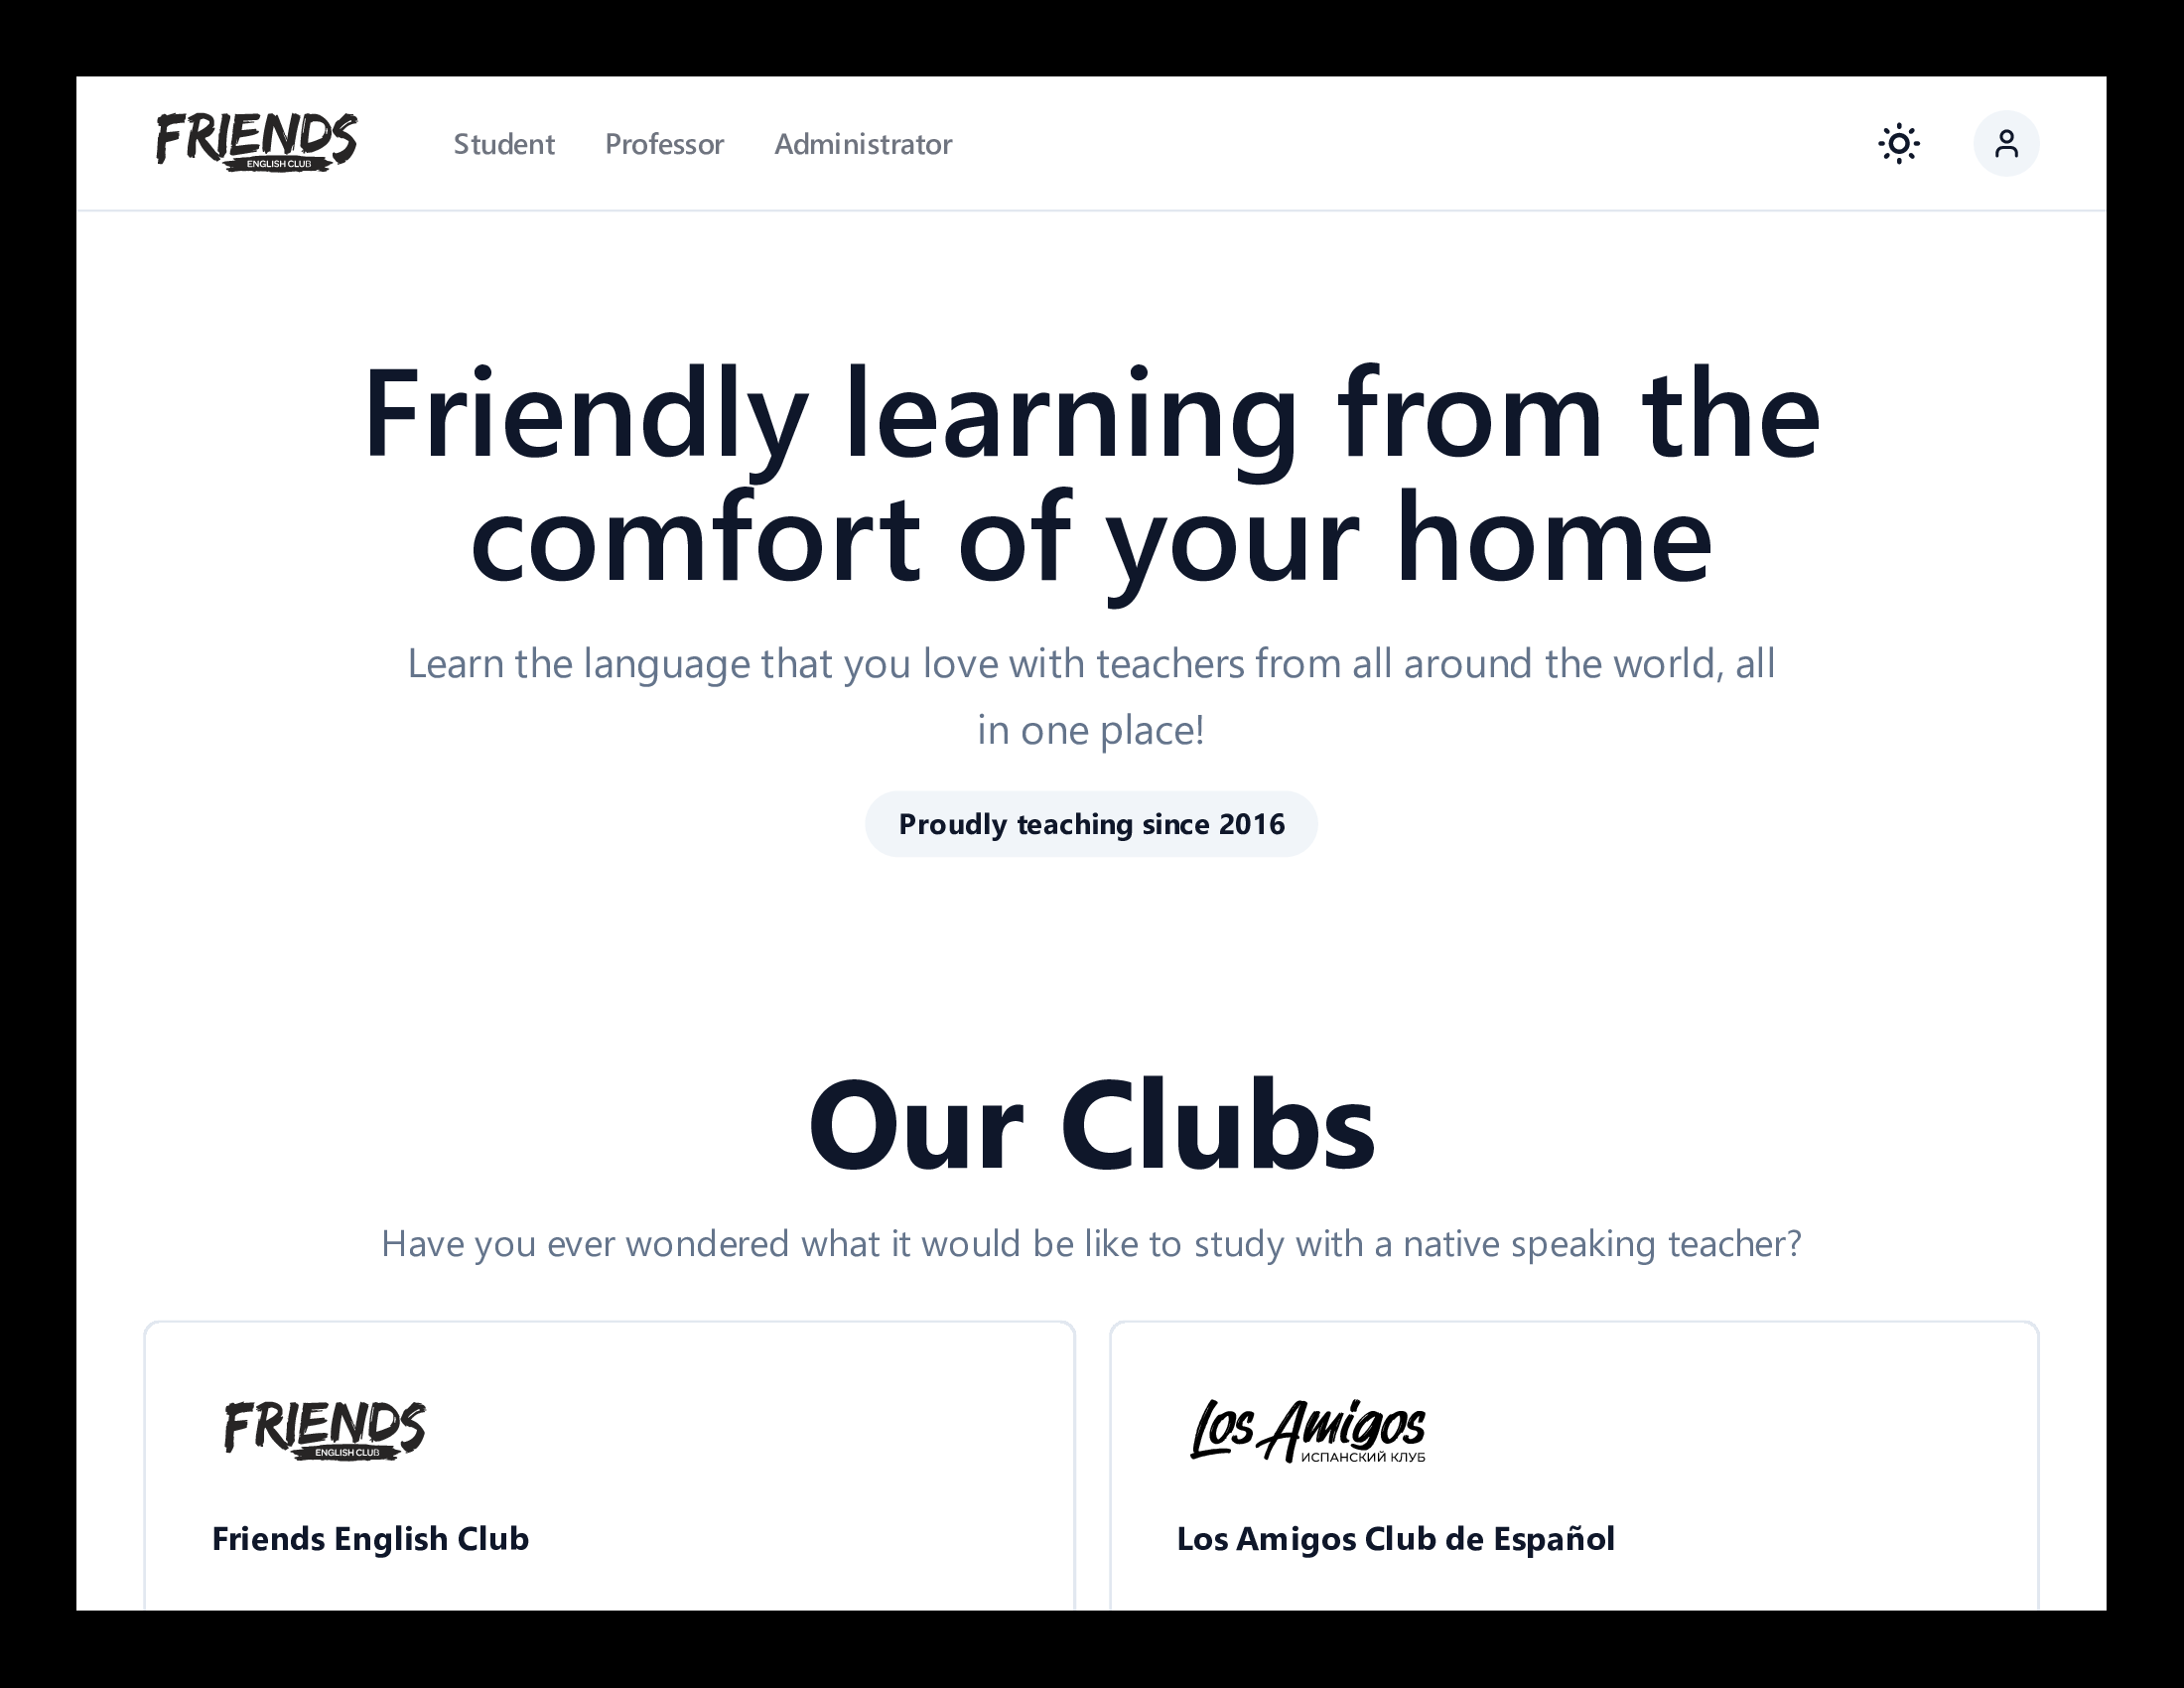 FRIENDS
ENGLISH CLUB
Student Professor Administrator
Friendly learning from the
comfort of your home
Learn the language that you love with teachers from all around the world, all
in one place!
Proudly teaching since 2016
Our Clubs
Have you ever wondered what it would be like to study with a native speaking teacher?
FRIENDS
ENGLISH CLUB
Friends English Club
Los Amigos
ИСПАНСКИЙ КЛУБ
Los Amigos Club de Español